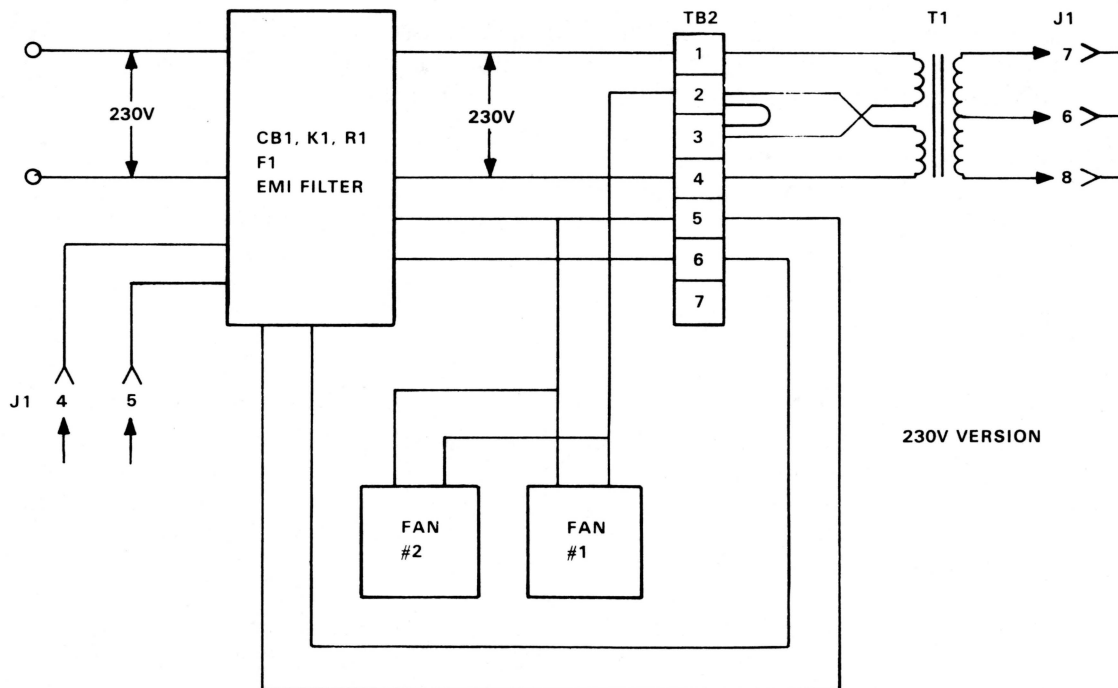 TB2
T1
J1
1
2
3
4
5
6
7
7
6
8
230V
230V
CB1, K1, R1
F1
EMI FILTER
J1 4 5
230V VERSION
FAN
#2
FAN
#1